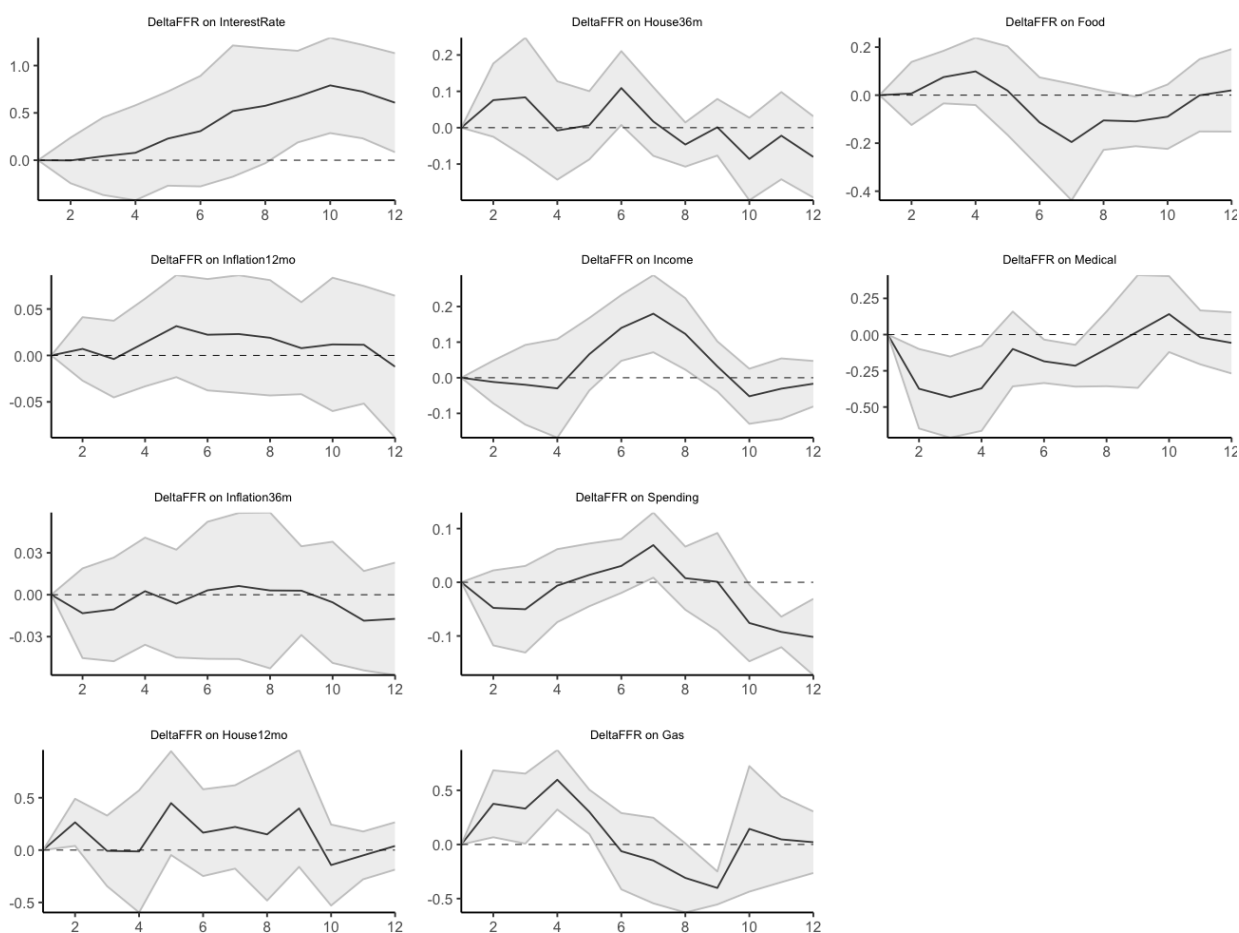 DeltaFFR on InterestRate
1.0
0.5
0.0
2 4 6 8 10 12
DeltaFFR on House36m
0.2
0.1
0.0
-0.1
2 4 6 8 10 12
DeltaFFR on Food
0.2
0.0
-0.2
-0.4
2 4 6 8 10 12
DeltaFFR on Inflation12mo
0.05
0.00
-0.05
2 4 6 8 10 12
DeltaFFR on Income
0.2
0.1
0.0
-0.1
2 4 6 8 10 12
DeltaFFR on Medical
0.25
0.00
-0.25
-0.50
2 4 6 8 10 12
DeltaFFR on Inflation36m
0.03
0.00
-0.03
2 4 6 8 10 12
DeltaFFR on Spending
0.1
0.0
-0.1
2 4 6 8 10 12
DeltaFFR on House12mo
0.5
0.0
-0.5
2 4 6 8 10 12
DeltaFFR on Gas
0.5
0.0
-0.5
2 4 6 8 10 12